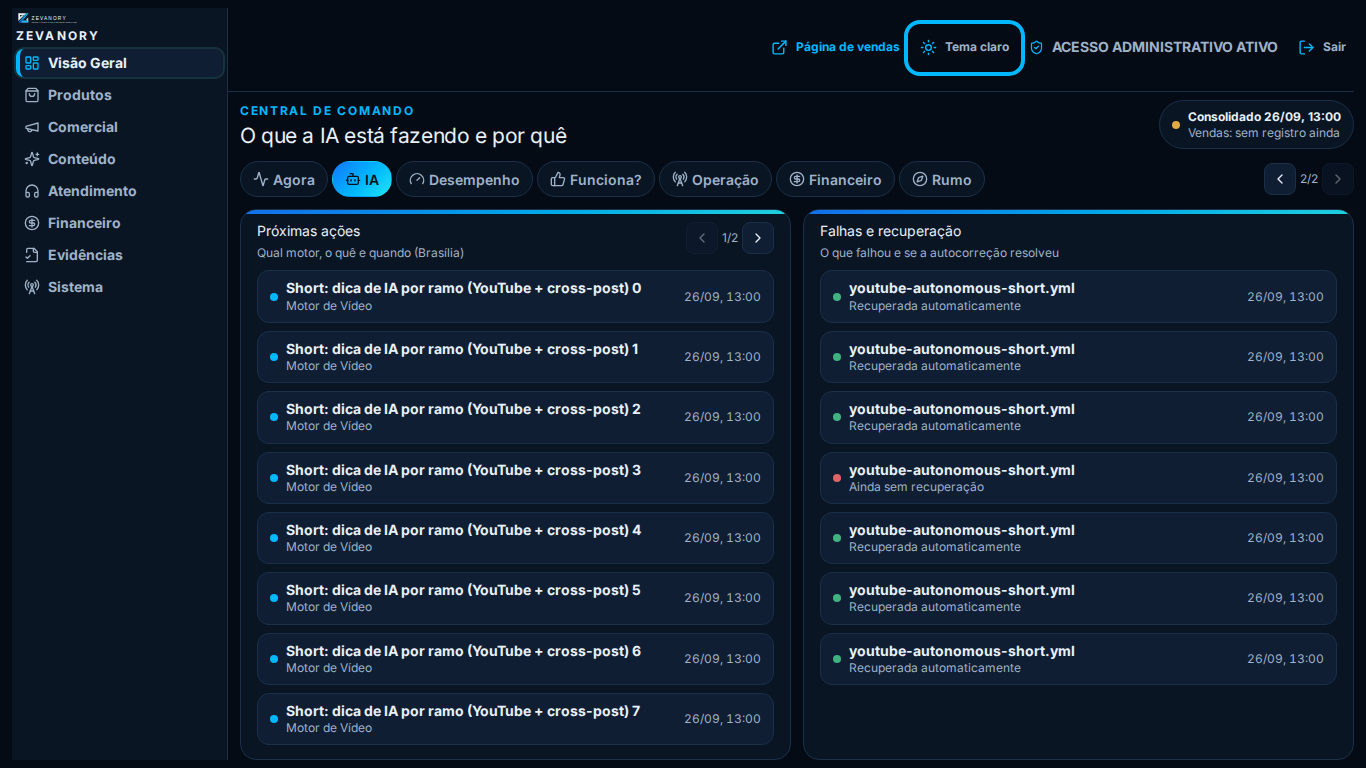 ZEVANORY
ZEVANORY
Visão Geral
Produtos
Comercial
Conteúdo
Atendimento
Financeiro
Evidências
Sistema
Página de vendas
Tema claro
ACESSO ADMINISTRATIVO ATIVO
Sair
CENTRAL DE COMANDO
O que a IA está fazendo e por quê
Consolidado 26/09, 13:00
Vendas: sem registro ainda
Agora
IA
Desempenho
Funciona?
Operação
Financeiro
Rumo
2/2
Próximas ações
Qual motor, o quê e quando (Brasília)
1/2
Short: dica de IA por ramo (YouTube + cross-post) 0
Motor de Vídeo
26/09, 13:00
Short: dica de IA por ramo (YouTube + cross-post) 1
Motor de Vídeo
26/09, 13:00
Short: dica de IA por ramo (YouTube + cross-post) 2
Motor de Vídeo
26/09, 13:00
Short: dica de IA por ramo (YouTube + cross-post) 3
Motor de Vídeo
26/09, 13:00
Short: dica de IA por ramo (YouTube + cross-post) 4
Motor de Vídeo
26/09, 13:00
Short: dica de IA por ramo (YouTube + cross-post) 5
Motor de Vídeo
26/09, 13:00
Short: dica de IA por ramo (YouTube + cross-post) 6
Motor de Vídeo
26/09, 13:00
Short: dica de IA por ramo (YouTube + cross-post) 7
Motor de Vídeo
26/09, 13:00
Falhas e recuperação
O que falhou e se a autocorreção resolveu
youtube-autonomous-short.yml
Recuperada automaticamente
26/09, 13:00
youtube-autonomous-short.yml
Recuperada automaticamente
26/09, 13:00
youtube-autonomous-short.yml
Recuperada automaticamente
26/09, 13:00
youtube-autonomous-short.yml
Ainda sem recuperação
26/09, 13:00
youtube-autonomous-short.yml
Recuperada automaticamente
26/09, 13:00
youtube-autonomous-short.yml
Recuperada automaticamente
26/09, 13:00
youtube-autonomous-short.yml
Recuperada automaticamente
26/09, 13:00